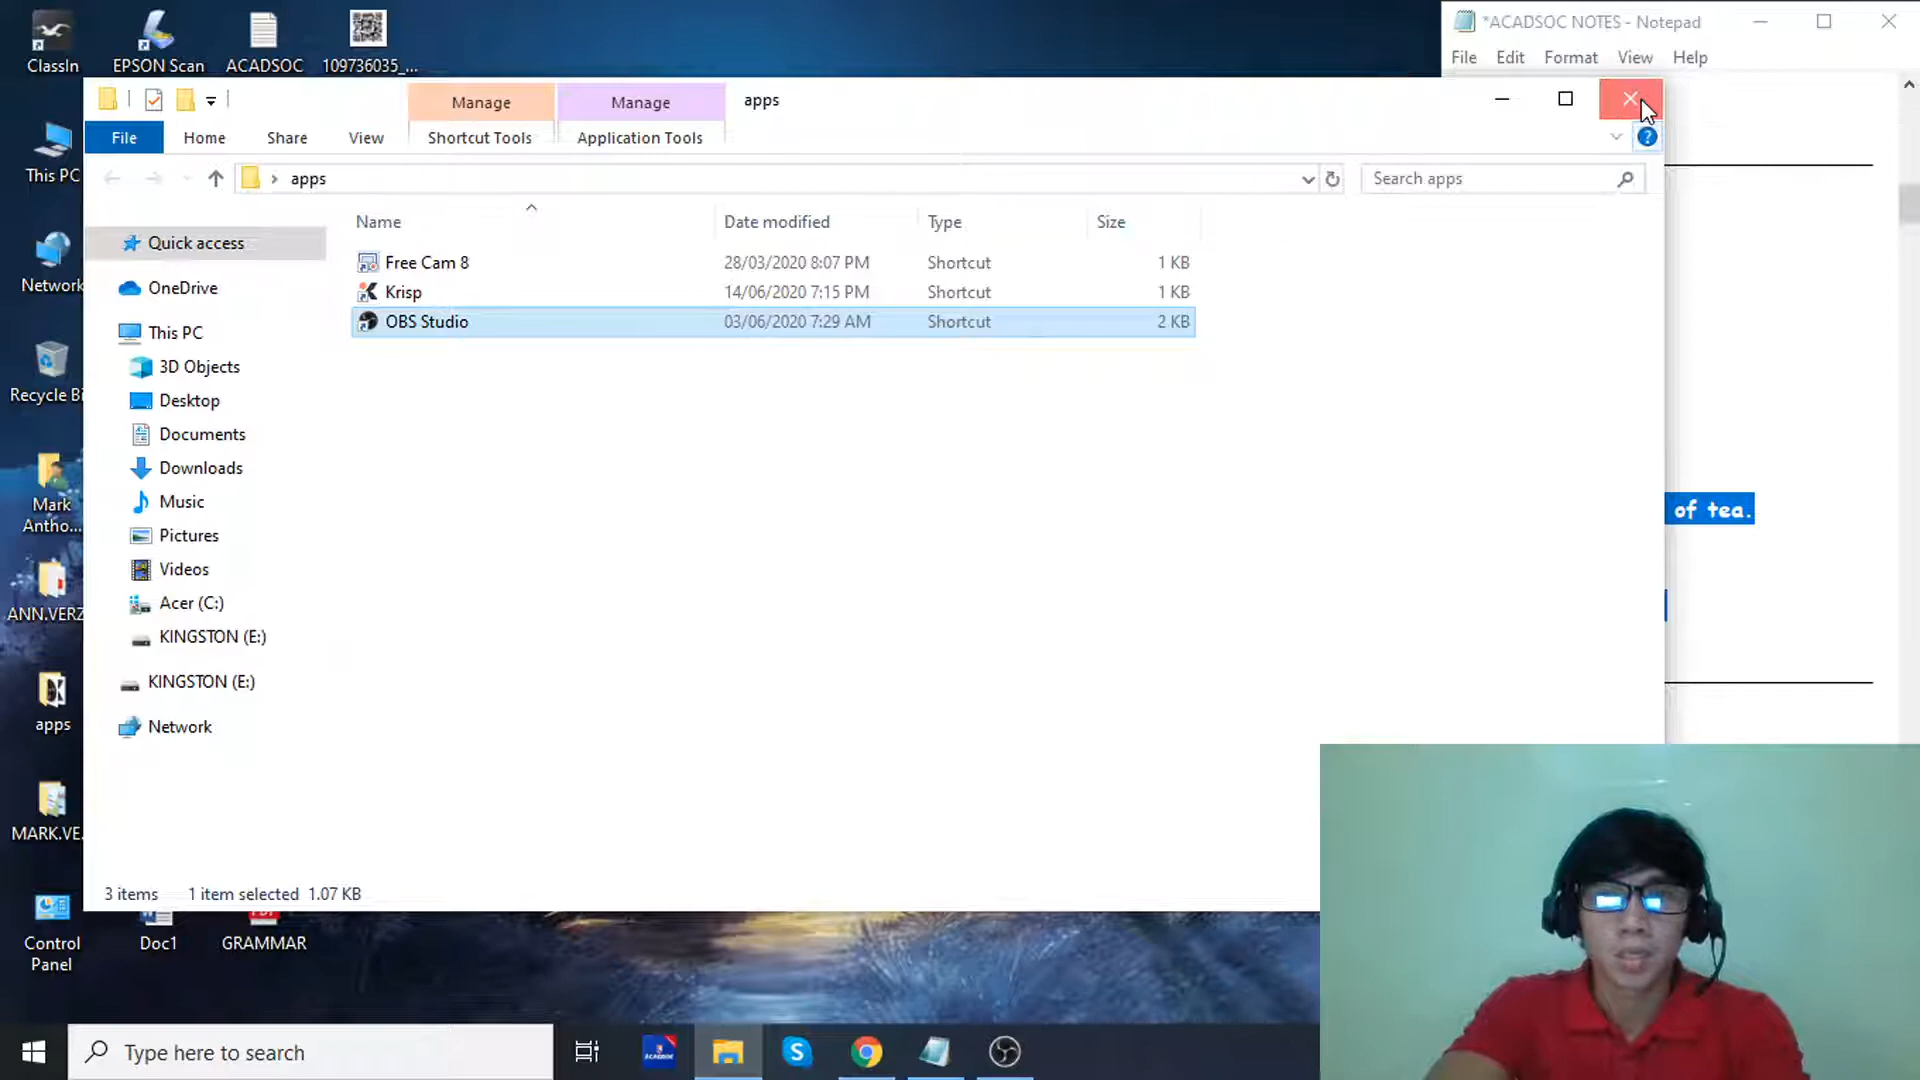 ClassIn
EPSON Scan
ACADSOC
109736035_...
*ACADSOC NOTES - Notepad
File Edit Format View Help
Manage
Manage
apps
File
Home
Share
View
Shortcut Tools
Application Tools
apps
Search apps
Name
Date modified
Type
Size
Free Cam 8
28/03/2020 8:07 PM
Shortcut
1 KB
Krisp
14/06/2020 7:15 PM
Shortcut
1 KB
OBS Studio
03/06/2020 7:29 AM
Shortcut
2 KB
Quick access
OneDrive
This PC
3D Objects
Desktop
Documents
Downloads
Music
Pictures
Videos
Acer (C:)
KINGSTON (E:)
KINGSTON (E:)
Network
This PC
Network
Recycle Bi
Mark
Antho...
ANN.VERZ
apps
MARK.VE.
Control
Panel
Doc1
GRAMMAR
of tea.
3 items
1 item selected 1.07 KB
Type here to search
ACADSOC